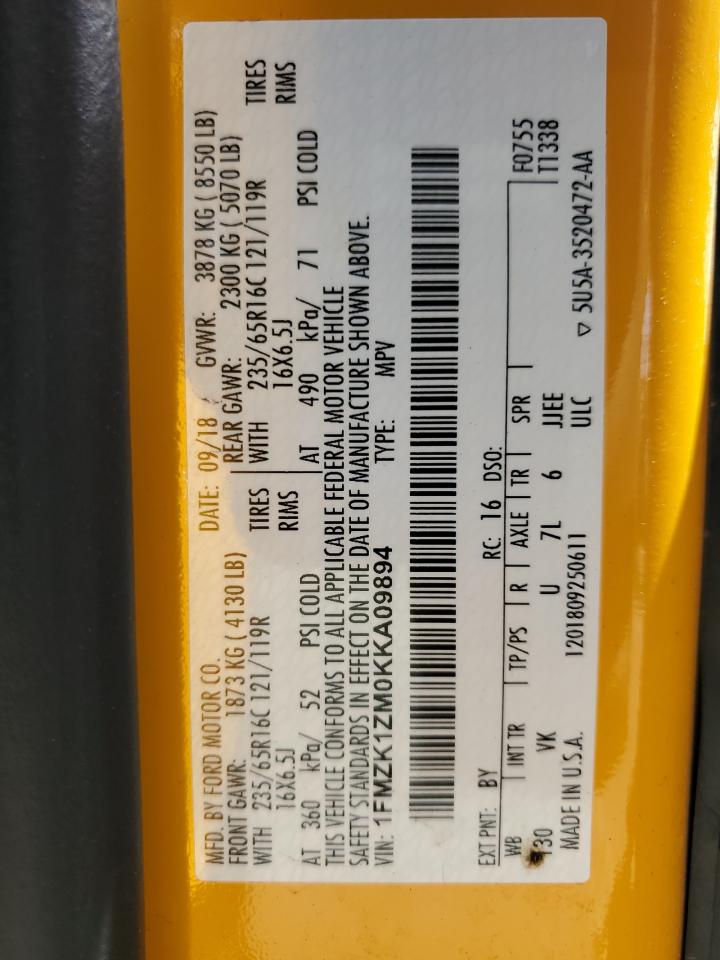 MFD. BY FORD MOTOR CO. DATE: 09/18 GVWR: 3878 KG ( 8550 LB)
FRONT GAWR: 1873 KG ( 4130 LB) REAR GAWR: 2300 KG ( 5070 LB)
WITH 235/65R16C 121/119R TIRES WITH 235/65R16C 121/119R TIRES
16X6.5J RIMS 16X6.5J RIMS
AT 360 kPa/ 52 PSI COLD AT 490 kPa/ 71 PSI COLD
THIS VEHICLE CONFORMS TO ALL APPLICABLE FEDERAL MOTOR VEHICLE
SAFETY STANDARDS IN EFFECT ON THE DATE OF MANUFACTURE SHOWN ABOVE.
VIN: 1FMZK1ZM0KKA09894 TYPE: MPV
EXT PNT: BY RC: 16 DSO: F0755
WB INT TR TP/PS R AXLE TR SPR T1338
130 VK U 7L 6 JJEE
MADE IN U.S.A. 1201809250611 ULC ▽ 5U5A-3520472-AA